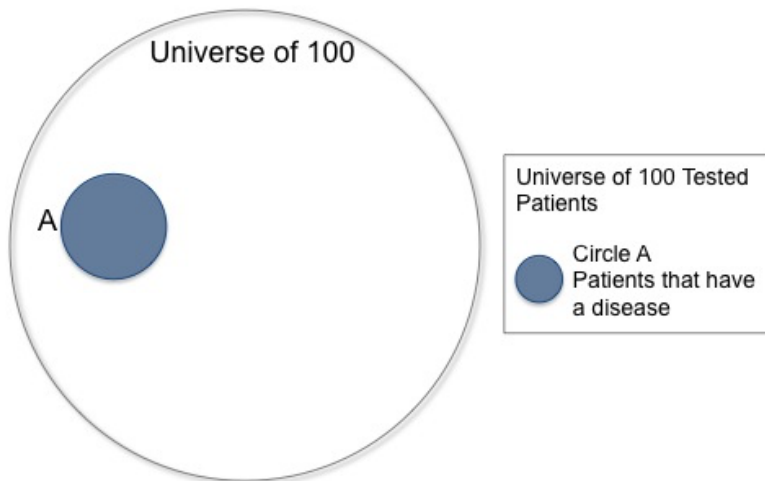 Universe of 100
A
Universe of 100 Tested
Patients
Circle A
Patients that have
a disease